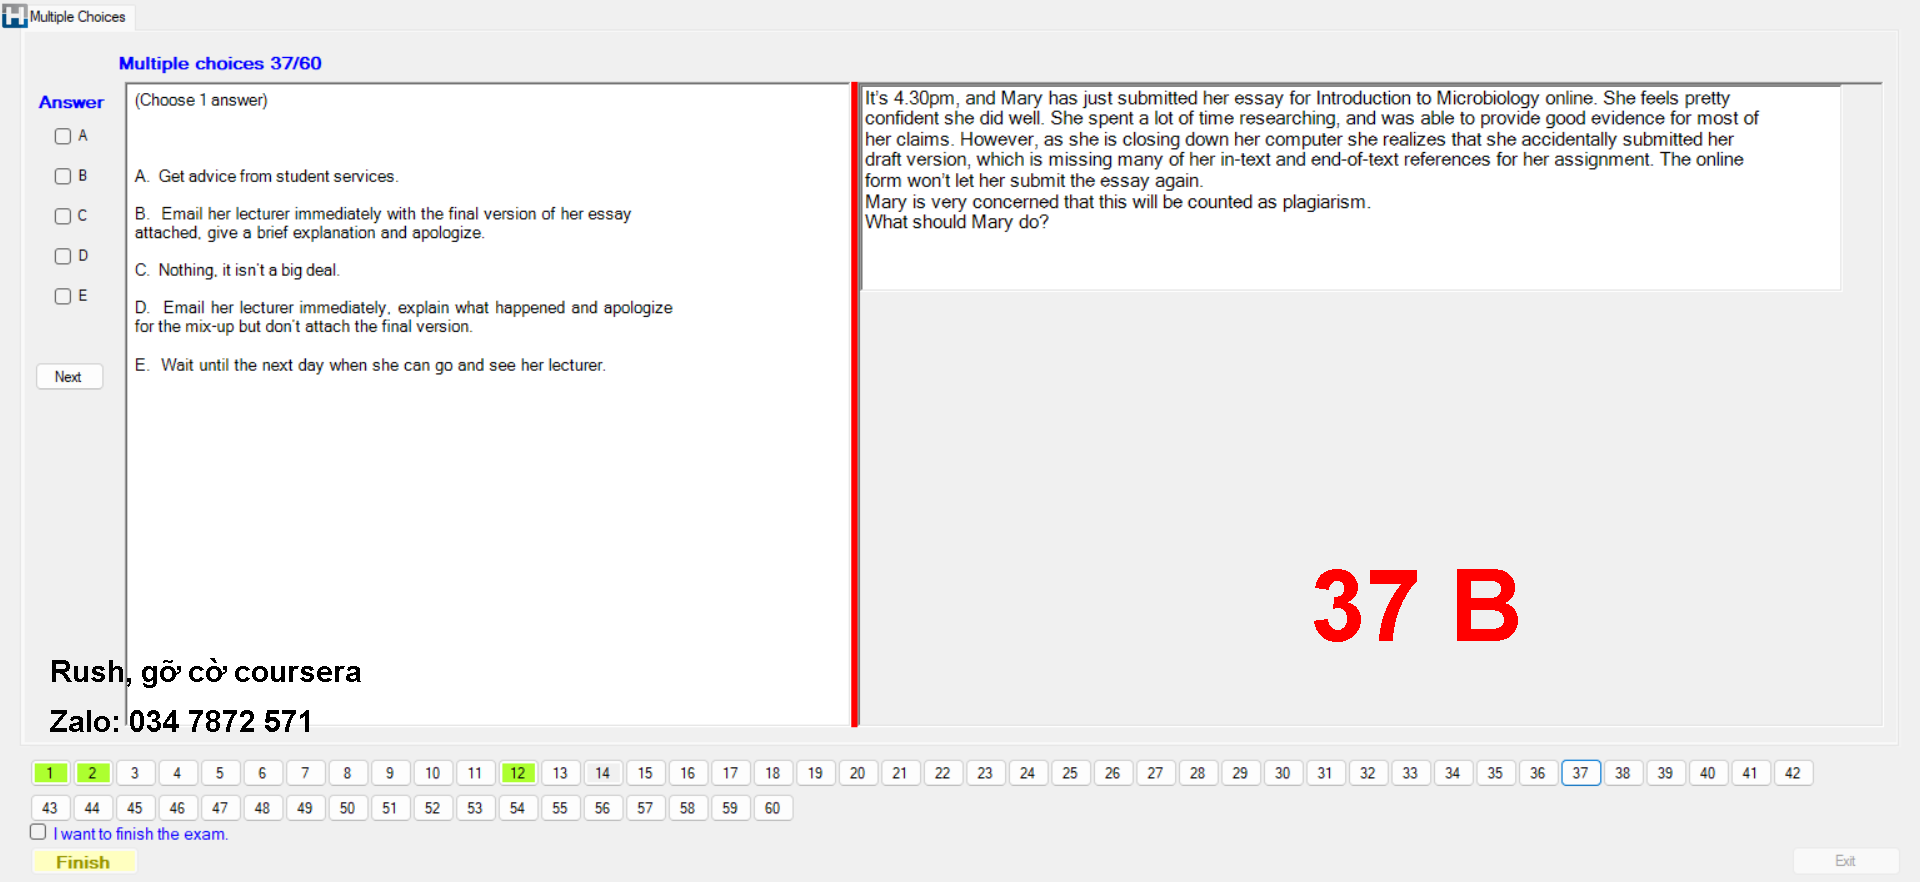 Multiple Choices
Multiple choices 37/60
Answer
A
B
C
D
E
Next
(Choose 1 answer)
A. Get advice from student services.
B. Email her lecturer immediately with the final version of her essay
attached, give a brief explanation and apologize.
C. Nothing, it isn't a big deal.
D. Email her lecturer immediately, explain what happened and apologize
for the mix-up but don't attach the final version.
E. Wait until the next day when she can go and see her lecturer.
It's 4.30pm, and Mary has just submitted her essay for Introduction to Microbiology online. She feels pretty
confident she did well. She spent a lot of time researching, and was able to provide good evidence for most of
her claims. However, as she is closing down her computer she realizes that she accidentally submitted her
draft version, which is missing many of her in-text and end-of-text references for her assignment. The online
form won't let her submit the essay again.
Mary is very concerned that this will be counted as plagiarism.
What should Mary do?
37 B
Rush, gỡ cờ coursera
Zalo: 034 7872 571
1 2 3 4 5 6 7 8 9 10 11 12 13 14 15 16 17 18 19 20 21 22 23 24 25 26 27 28 29 30 31 32 33 34 35 36 37 38 39 40 41 42
43 44 45 46 47 48 49 50 51 52 53 54 55 56 57 58 59 60
I want to finish the exam.
Finish
Exit